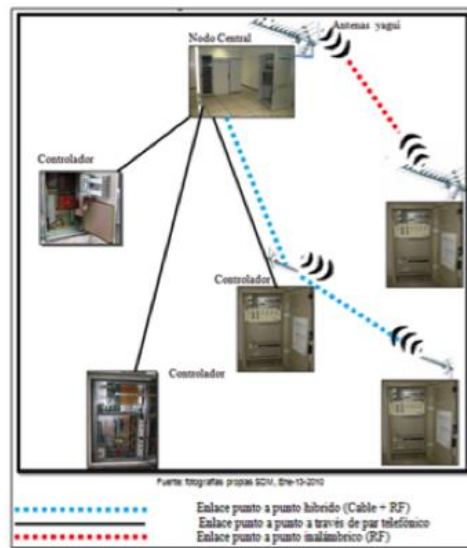 Antenas yagui
Nodo Central
Controlador
Controlador
Controlador
Fuente: fotografías propias SDM, Ene-13-2010
Enlace punto a punto híbrido (Cable + RF)
Enlace punto a punto a través de par telefónico
Enlace punto a punto inalámbrico (RF)